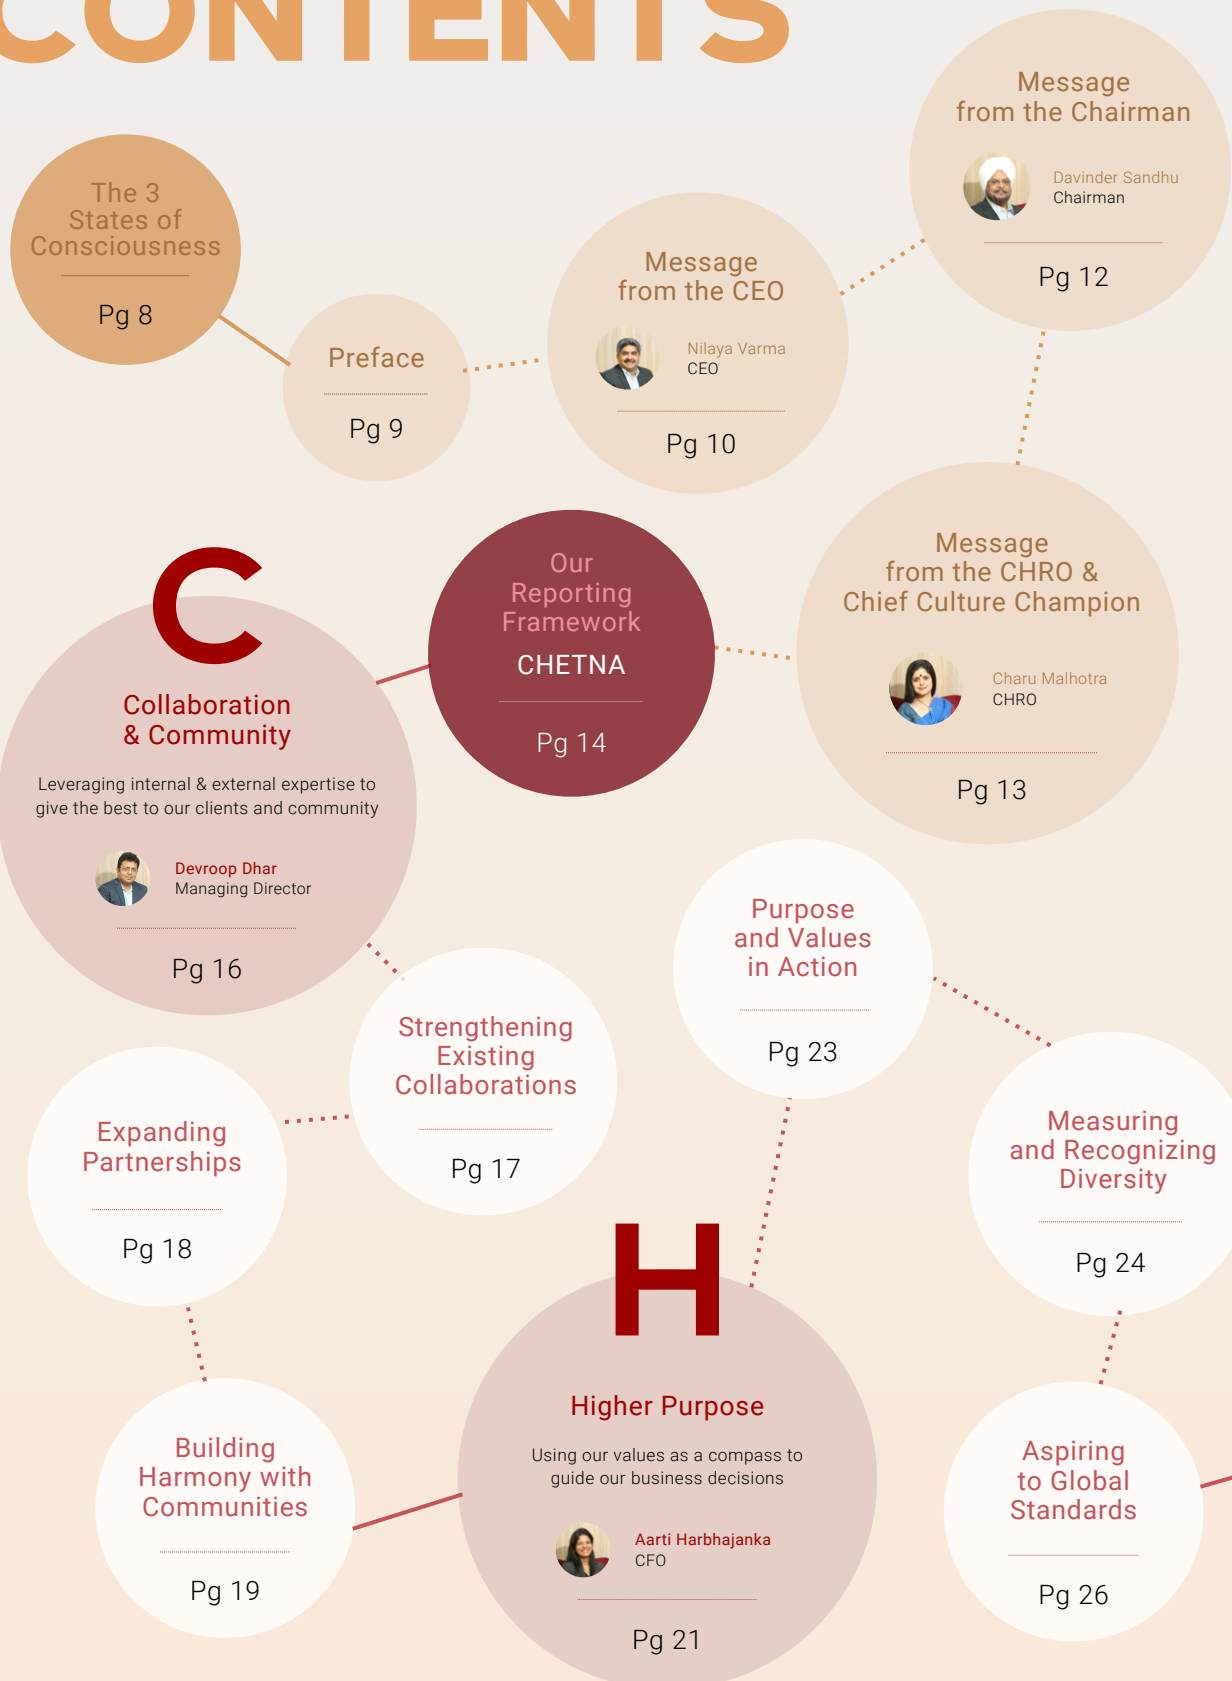 CONTENTS
The 3
States of
Consciousness
Pg 8
Preface
Pg 9
Message
from the CEO
Nilaya Varma
CEO
Pg 10
Message
from the Chairman
Davinder Sandhu
Chairman
Pg 12
Message
from the CHRO &
Chief Culture Champion
Charu Malhotra
CHRO
Pg 13
Our
Reporting
Framework
CHETNA
Pg 14
C
Collaboration
& Community
Leveraging internal & external expertise to
give the best to our clients and community
Devroop Dhar
Managing Director
Pg 16
Strengthening
Existing
Collaborations
Pg 17
Expanding
Partnerships
Pg 18
Building
Harmony with
Communities
Pg 19
H
Higher Purpose
Using our values as a compass to
guide our business decisions
Aarti Harbhajanka
CFO
Pg 21
Purpose
and Values
in Action
Pg 23
Measuring
and Recognizing
Diversity
Pg 24
Aspiring
to Global
Standards
Pg 26